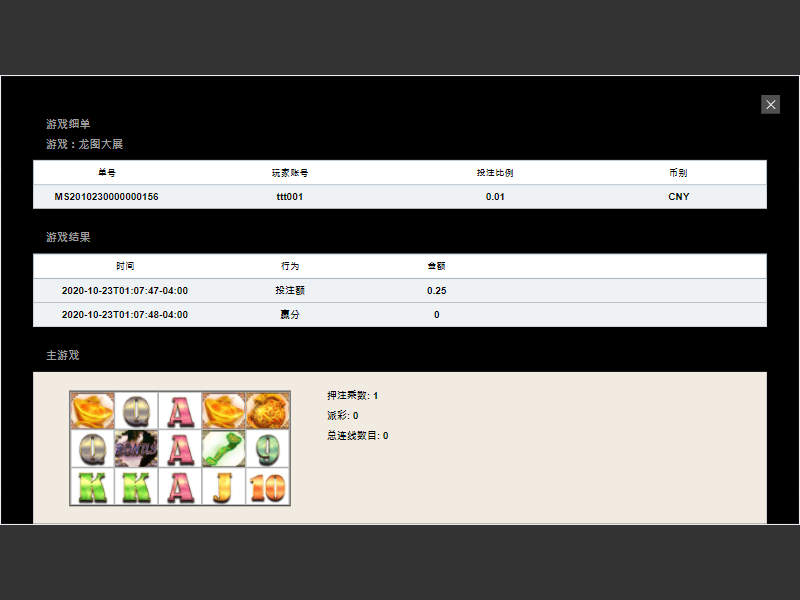 游戏细单
游戏：龙图大展
单号 玩家账号 投注比例 币别
MS2010230000000156 ttt001 0.01 CNY
游戏结果
时间 行为 金额
2020-10-23T01:07:47-04:00 投注额 0.25
2020-10-23T01:07:48-04:00 赢分 0
主游戏
押注乘数: 1
派彩: 0
总连线数目: 0
Q A
Q BONUS A 9
K K A J 10